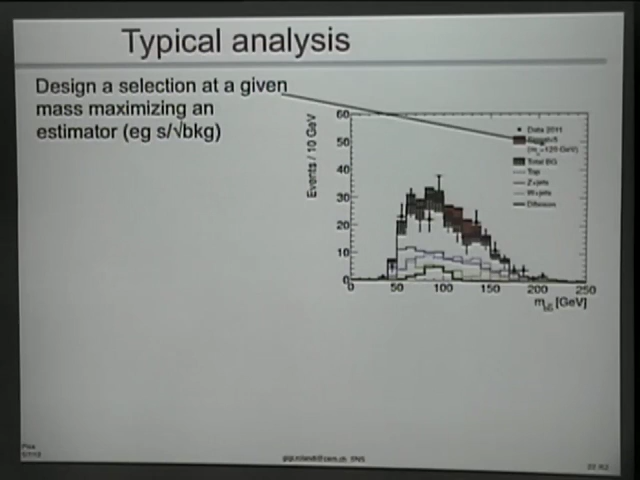 Typical analysis
Design a selection at a given
mass maximizing an
estimator (eg s/√bkg)
Events / 10 GeV
60
50
40
30
20
10
0
0
50
100
150
200
250
Data 2011
Total BG
Top
Z+jets
W+jets
Diboson
[GeV]